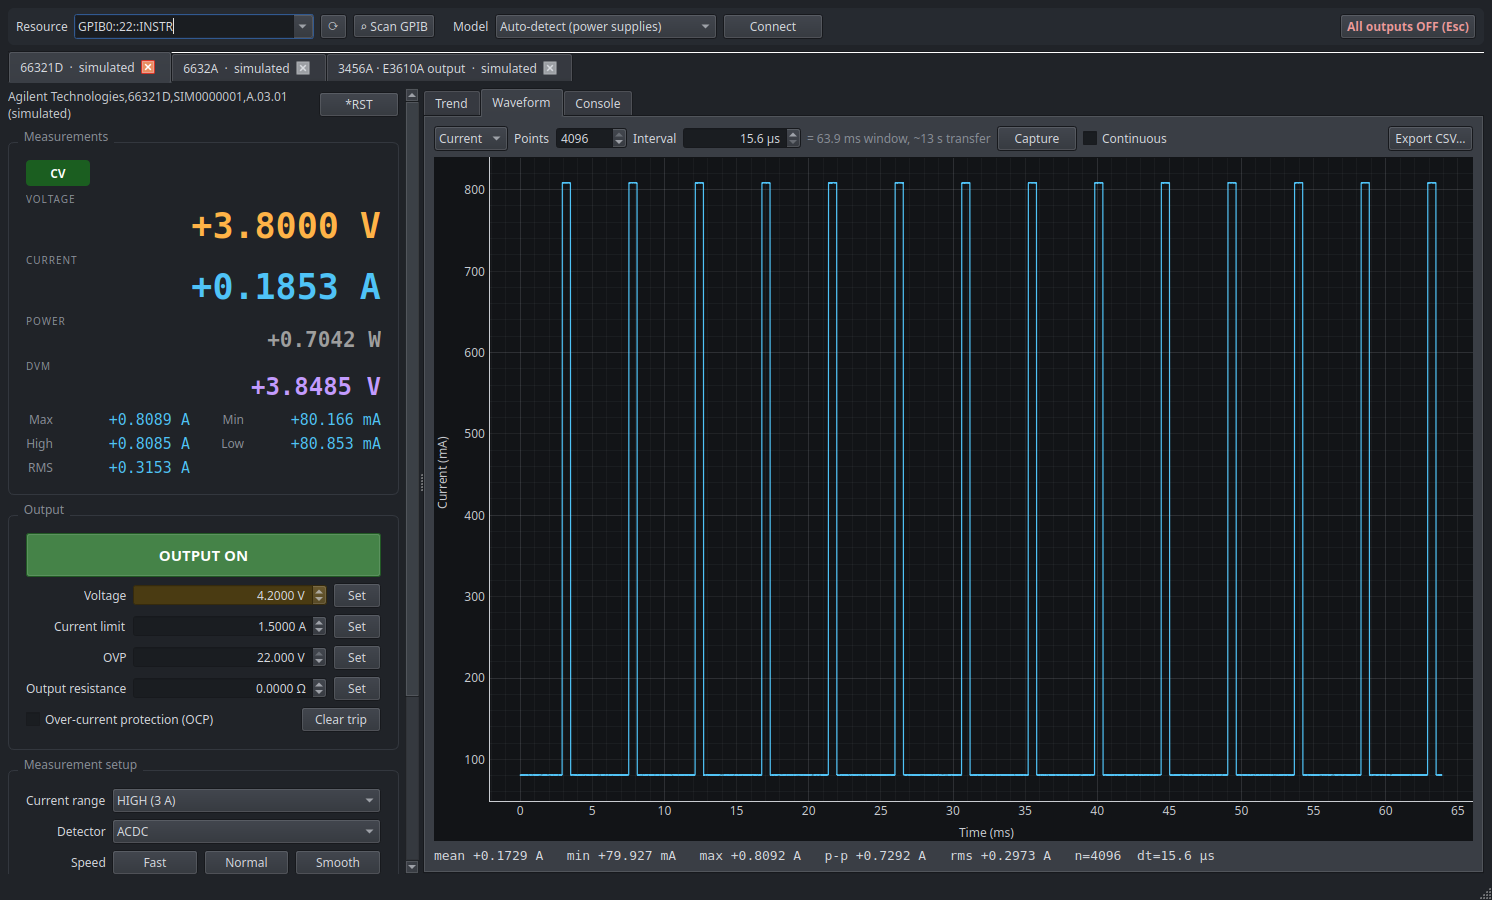 Resource GPIB0::22::INSTR ⟳ Scan GPIB Model Auto-detect (power supplies) Connect All outputs OFF (Esc)
66321D · simulated 6632A · simulated 3456A · E3610A output · simulated
Agilent Technologies,66321D,SIM0000001,A.03.01
(simulated)
*RST
Measurements
CV
VOLTAGE
+3.8000 V
CURRENT
+0.1853 A
POWER
+0.7042 W
DVM
+3.8485 V
Max +0.8089 A Min +80.166 mA
High +0.8085 A Low +80.853 mA
RMS +0.3153 A
Output
OUTPUT ON
Voltage 4.2000 V Set
Current limit 1.5000 A Set
OVP 22.000 V Set
Output resistance 0.0000 Ω Set
Over-current protection (OCP) Clear trip
Measurement setup
Current range HIGH (3 A)
Detector ACDC
Speed Fast Normal Smooth
Trend Waveform Console
Current Points 4096 Interval 15.6 µs = 63.9 ms window, ~13 s transfer Capture Continuous Export CSV...
Current (mA)
800
700
600
500
400
300
200
100
0 5 10 15 20 25 30 35 40 45 50 55 60 65
Time (ms)
mean +0.1729 A min +79.927 mA max +0.8092 A p-p +0.7292 A rms +0.2973 A n=4096 dt=15.6 µs